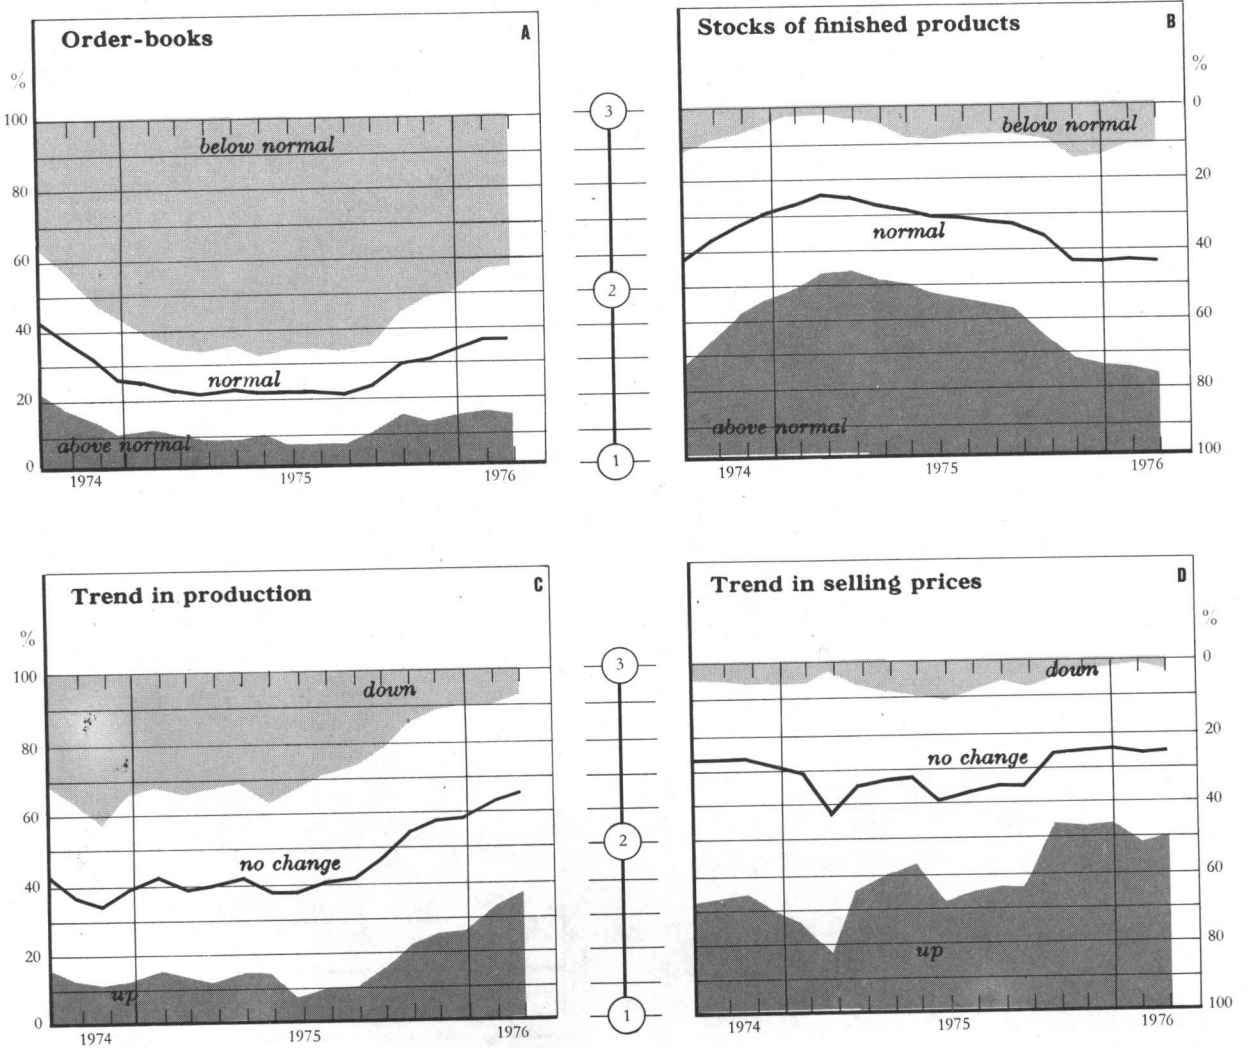 Order-books A
%
100
below normal
80
60
40
normal
20
above normal
0
1974 1975 1976
3
2
1
Stocks of finished products B
%
0
below normal
20
normal
40
60
80
above normal
100
1974 1975 1976
Trend in production C
%
100
down
80
60
no change
40
20
up
0
1974 1975 1976
3
2
1
Trend in selling prices D
%
0
down
20
no change
40
60
up
80
100
1974 1975 1976